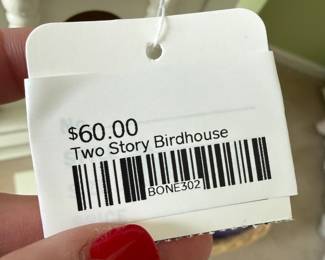 $60.00
Two Story Birdhouse
BONE302